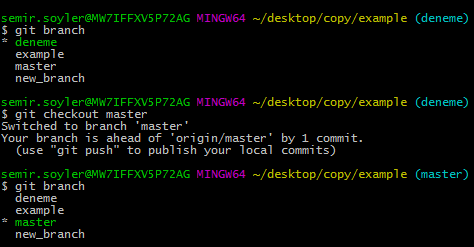 semir.soyler@MW7IFFXV5P72AG MINGW64 ~/desktop/copy/example (deneme)
$ git branch
* deneme
  example
  master
  new_branch
semir.soyler@MW7IFFXV5P72AG MINGW64 ~/desktop/copy/example (deneme)
$ git checkout master
Switched to branch 'master'
Your branch is ahead of 'origin/master' by 1 commit.
  (use "git push" to publish your local commits)
semir.soyler@MW7IFFXV5P72AG MINGW64 ~/desktop/copy/example (master)
$ git branch
  deneme
  example
* master
  new_branch